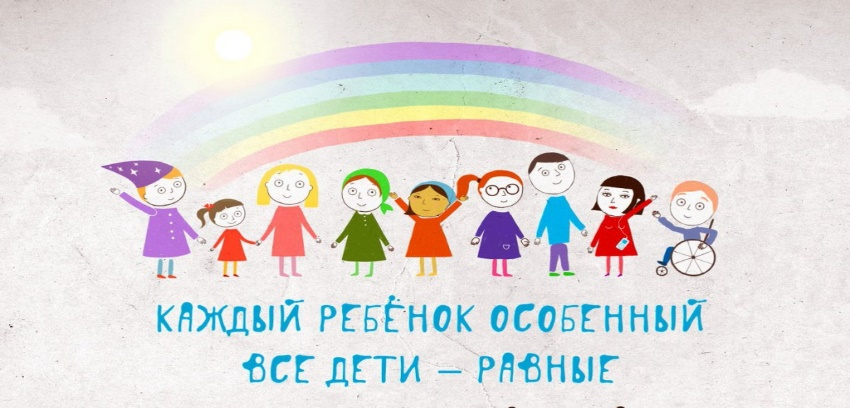 КАЖДЫЙ РЕБЁНОК ОСОБЕННЫЙ
ВСЕ ДЕТИ – РАВНЫЕ